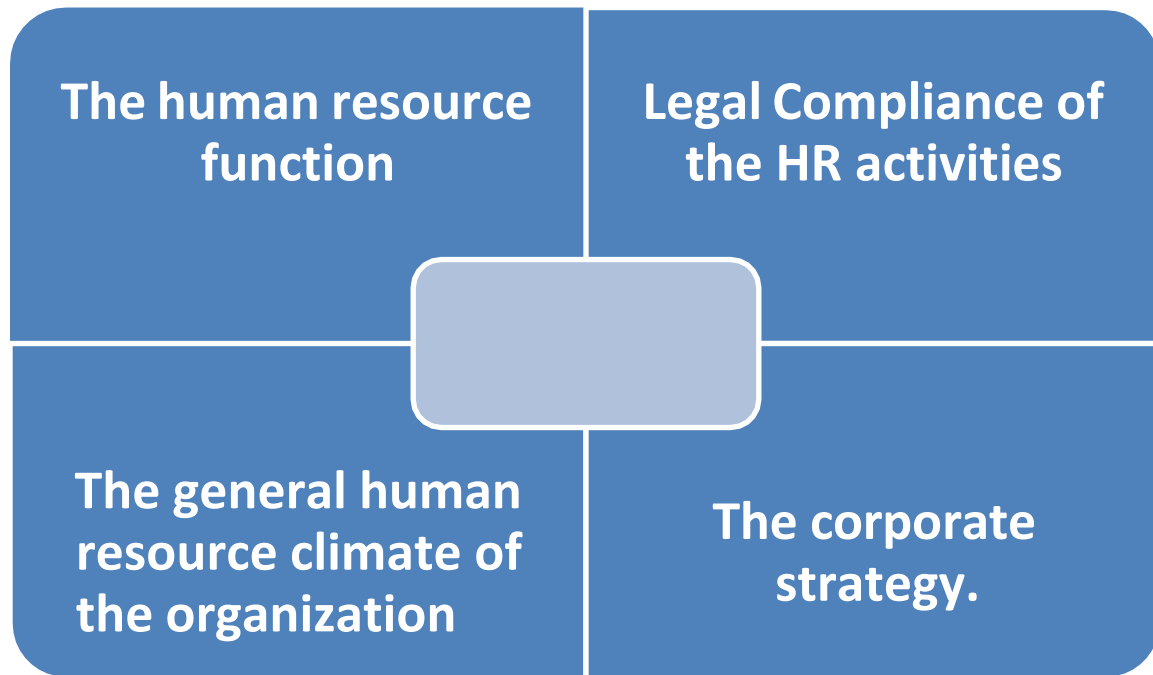 The human resource
function
Legal Compliance of
the HR activities
The general human
resource climate of
the organization
The corporate
strategy.